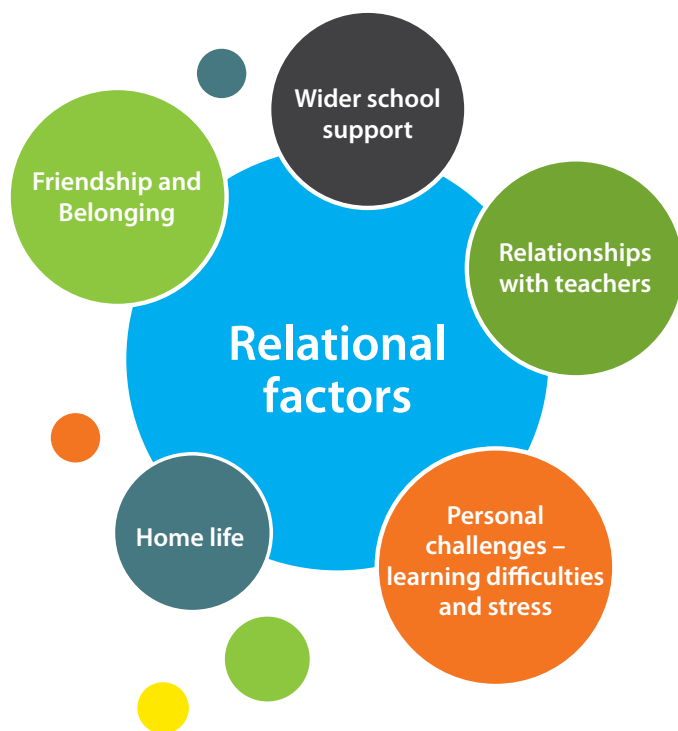 Wider school
support
Friendship and
Belonging
Relationships
with teachers
Relational
factors
Home life
Personal
challenges –
learning difficulties
and stress